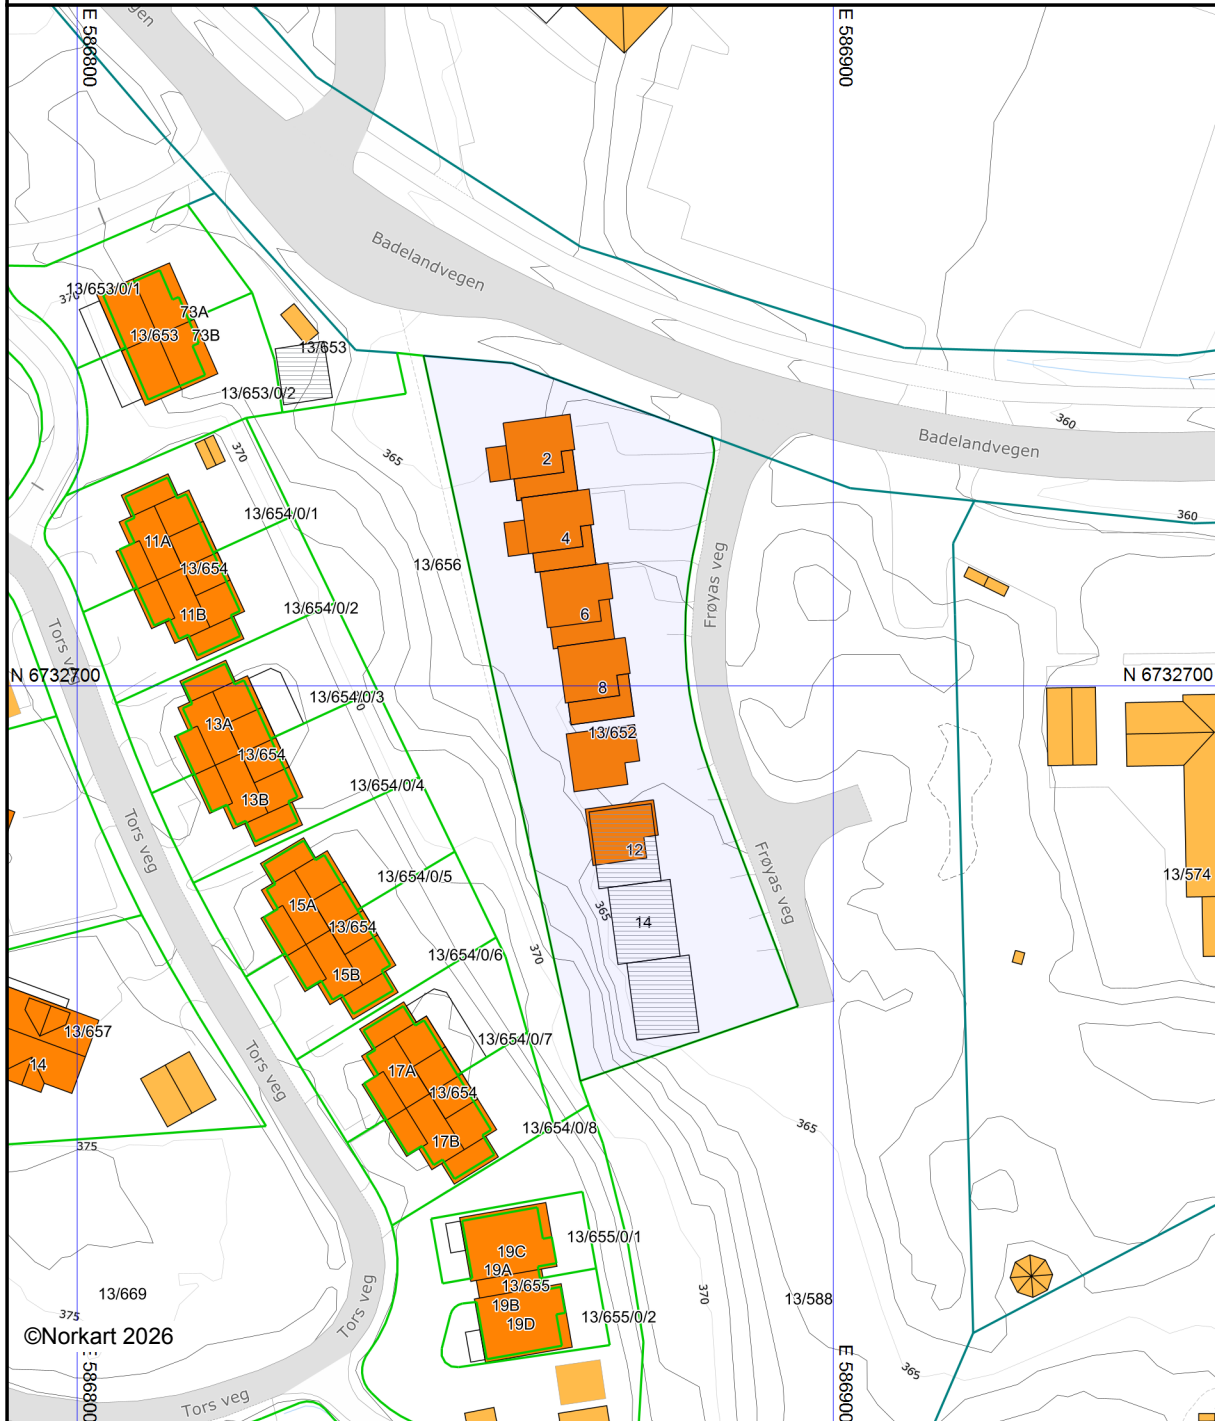 gen
E 586800
E 586900
Badelandvegen
13/653/0/1
370
73A
13/653
73B
13/653
13/653/0/2
360
Badelandvegen
370
365
2
13/654/0/1
360
11A
4
13/656
13/654
Frøyas veg
13/654/0/2
11B
6
Tors veg
N 6732700
N 6732700
8
13/654/0/3
13A
13/652
13/654
13/654/0/4
13B
Tors veg
12
Frøyas veg
13/654/0/5
13/574
15A
365
14
13/654
13/654/0/6
370
15B
13/657
13/654/0/7
14
17A
Tors veg
13/654
365
13/654/0/8
17B
375
13/655/0/1
19C
19A
13/655
13/669
370
13/588
Tors veg
19B
375
13/655/0/2
19D
©Norkart 2026
E 586800
E 586900
365
Tors veg